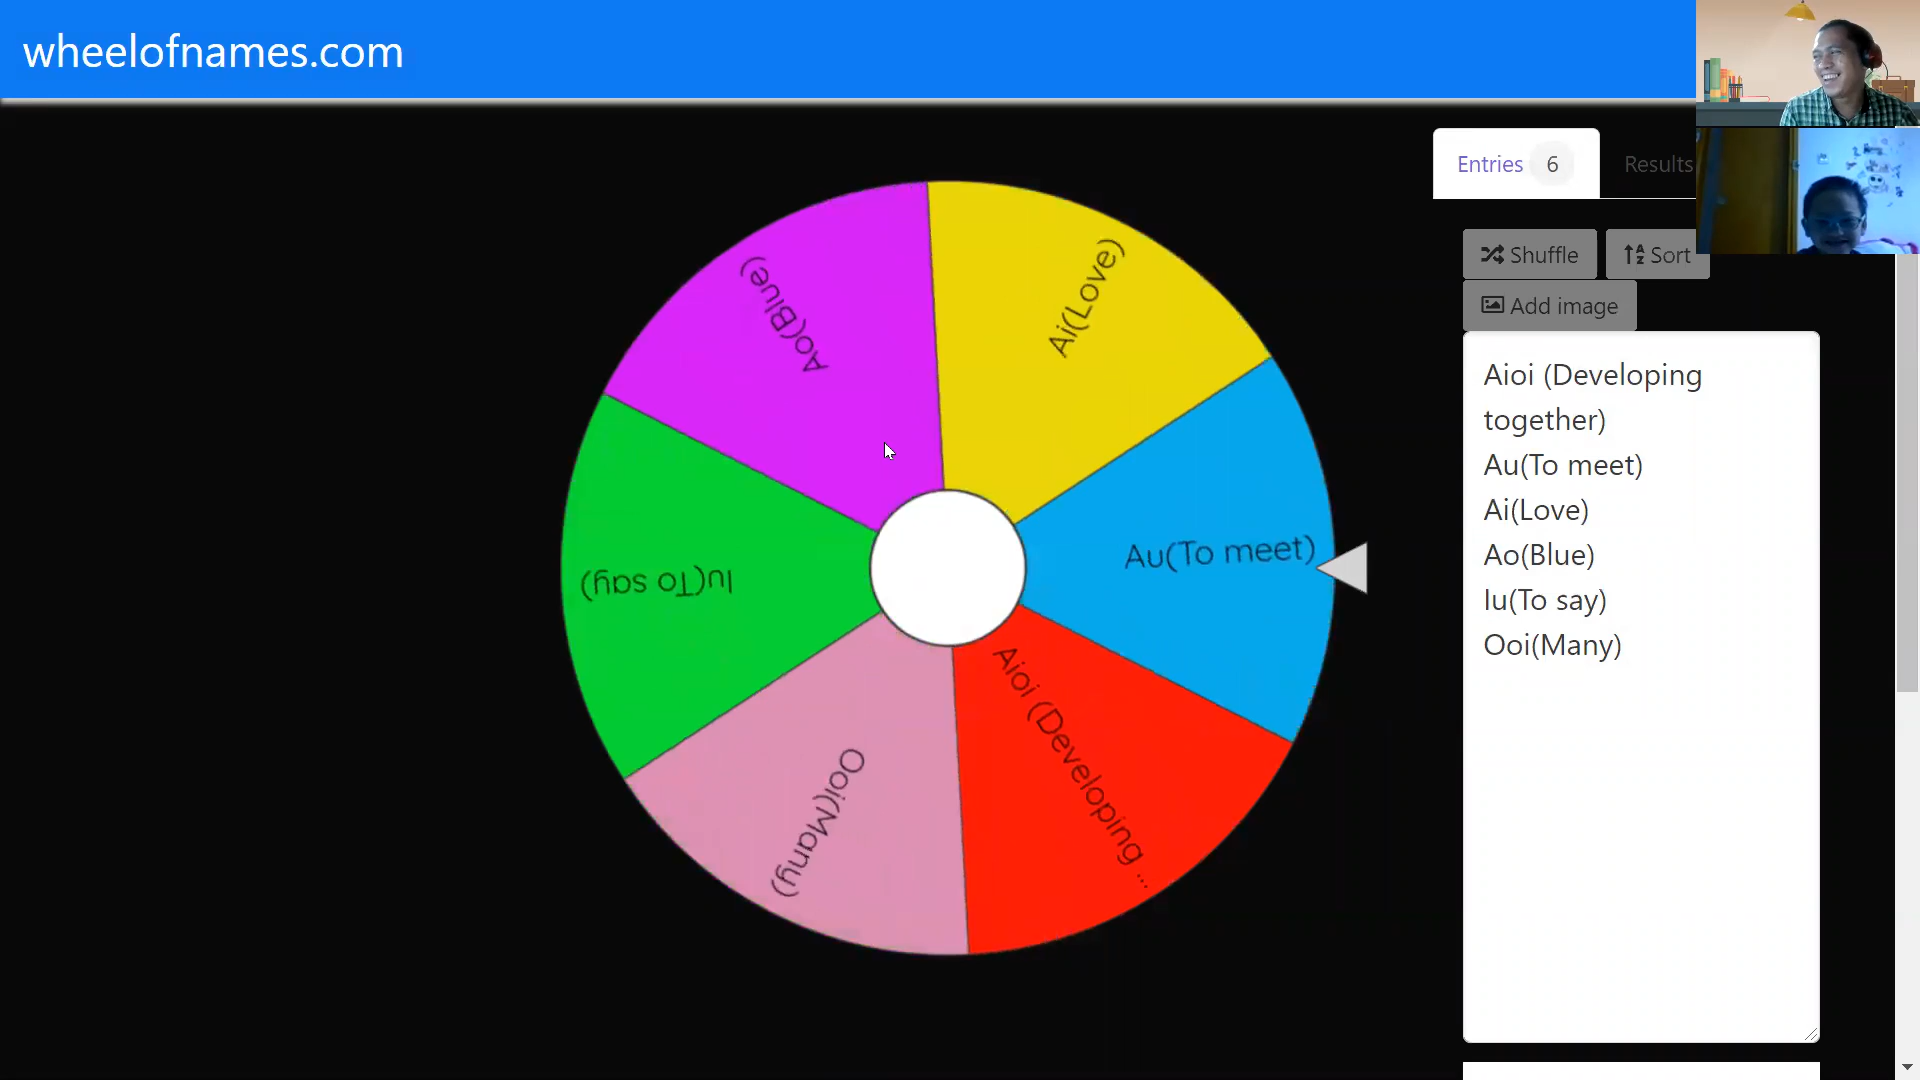 wheelofnames.com
Entries 6
Results
Shuffle
Sort
Add image
Aioi (Developing
together)
Au(To meet)
Ai(Love)
Ao(Blue)
Iu(To say)
Ooi(Many)
Ao(Blue)
Ai(Love)
Au(To meet)
Iu(To say)
Aioi (Developing ...
Ooi(Many)